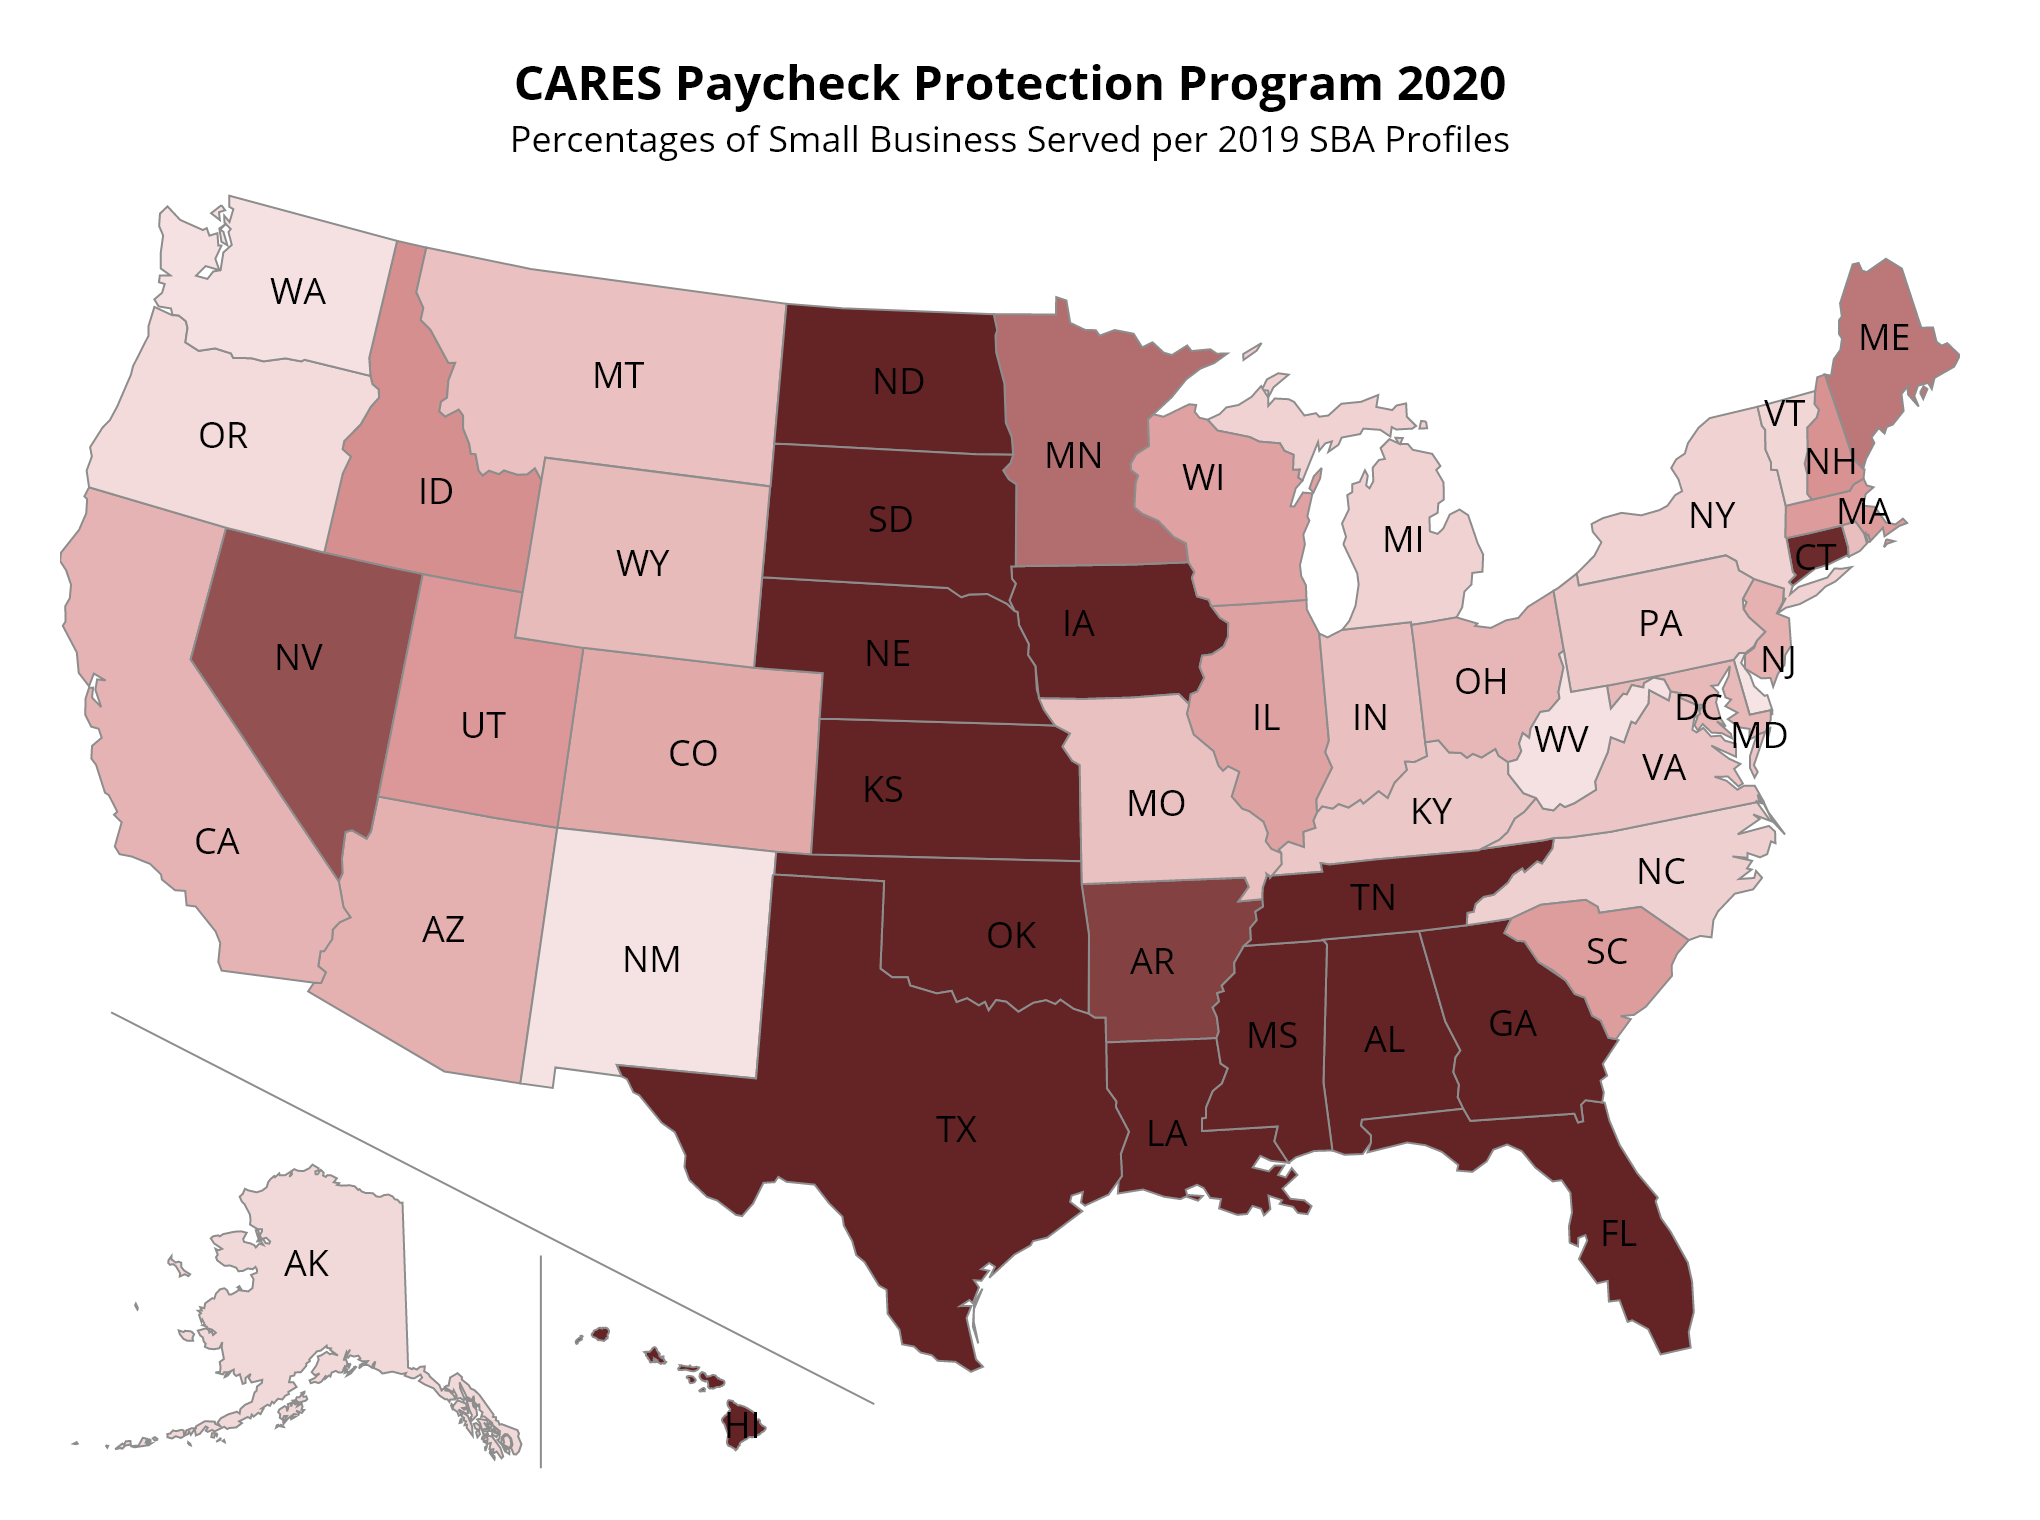 CARES Paycheck Protection Program 2020
Percentages of Small Business Served per 2019 SBA Profiles
WA
ME
MT
ND
VT
OR
MN
NH
WI
ID
MA
NY
SD
MI
CT
WY
IA
PA
NE
NV
NJ
OH
DC
IN
IL
UT
MD
WV
CO
VA
KS
MO
KY
CA
NC
TN
AZ
OK
SC
NM
AR
GA
MS
AL
TX
LA
FL
AK
HI